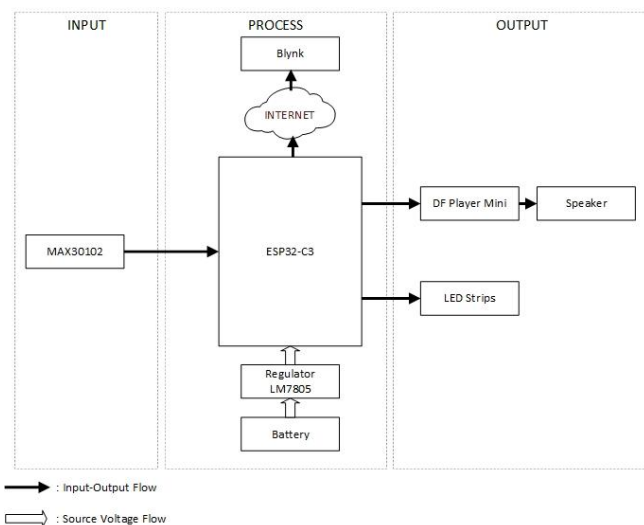 INPUT
PROCESS
OUTPUT
Blynk
INTERNET
MAX30102
ESP32-C3
DF Player Mini
Speaker
LED Strips
Regulator
LM7805
Battery
: Input-Output Flow
: Source Voltage Flow